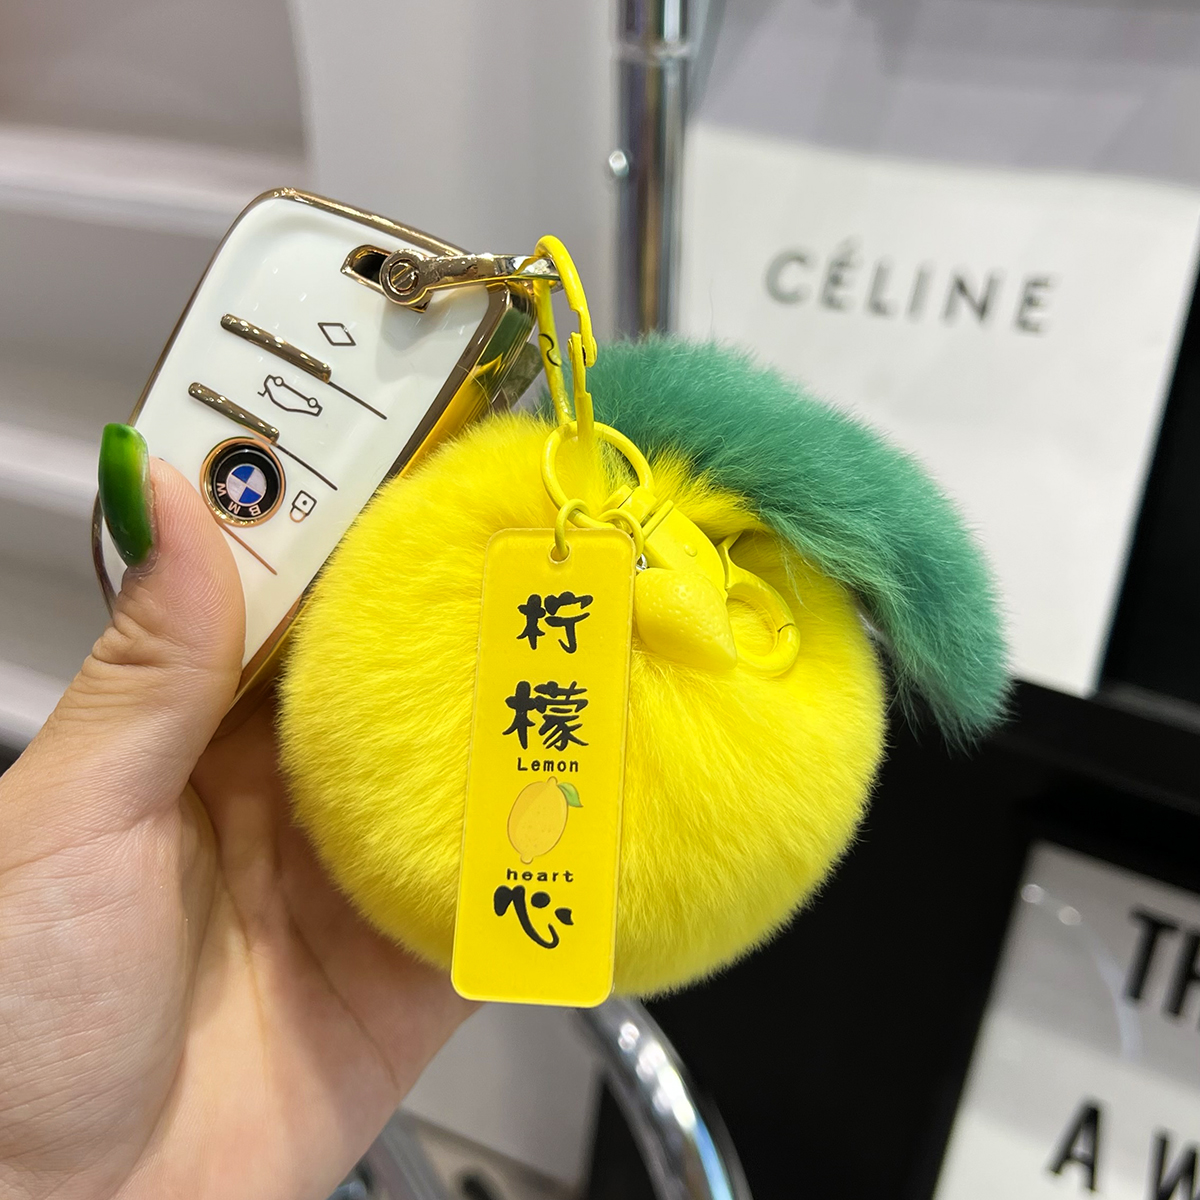 CÉLINE
BMW
柠
檬
Lemon
heart
心
A